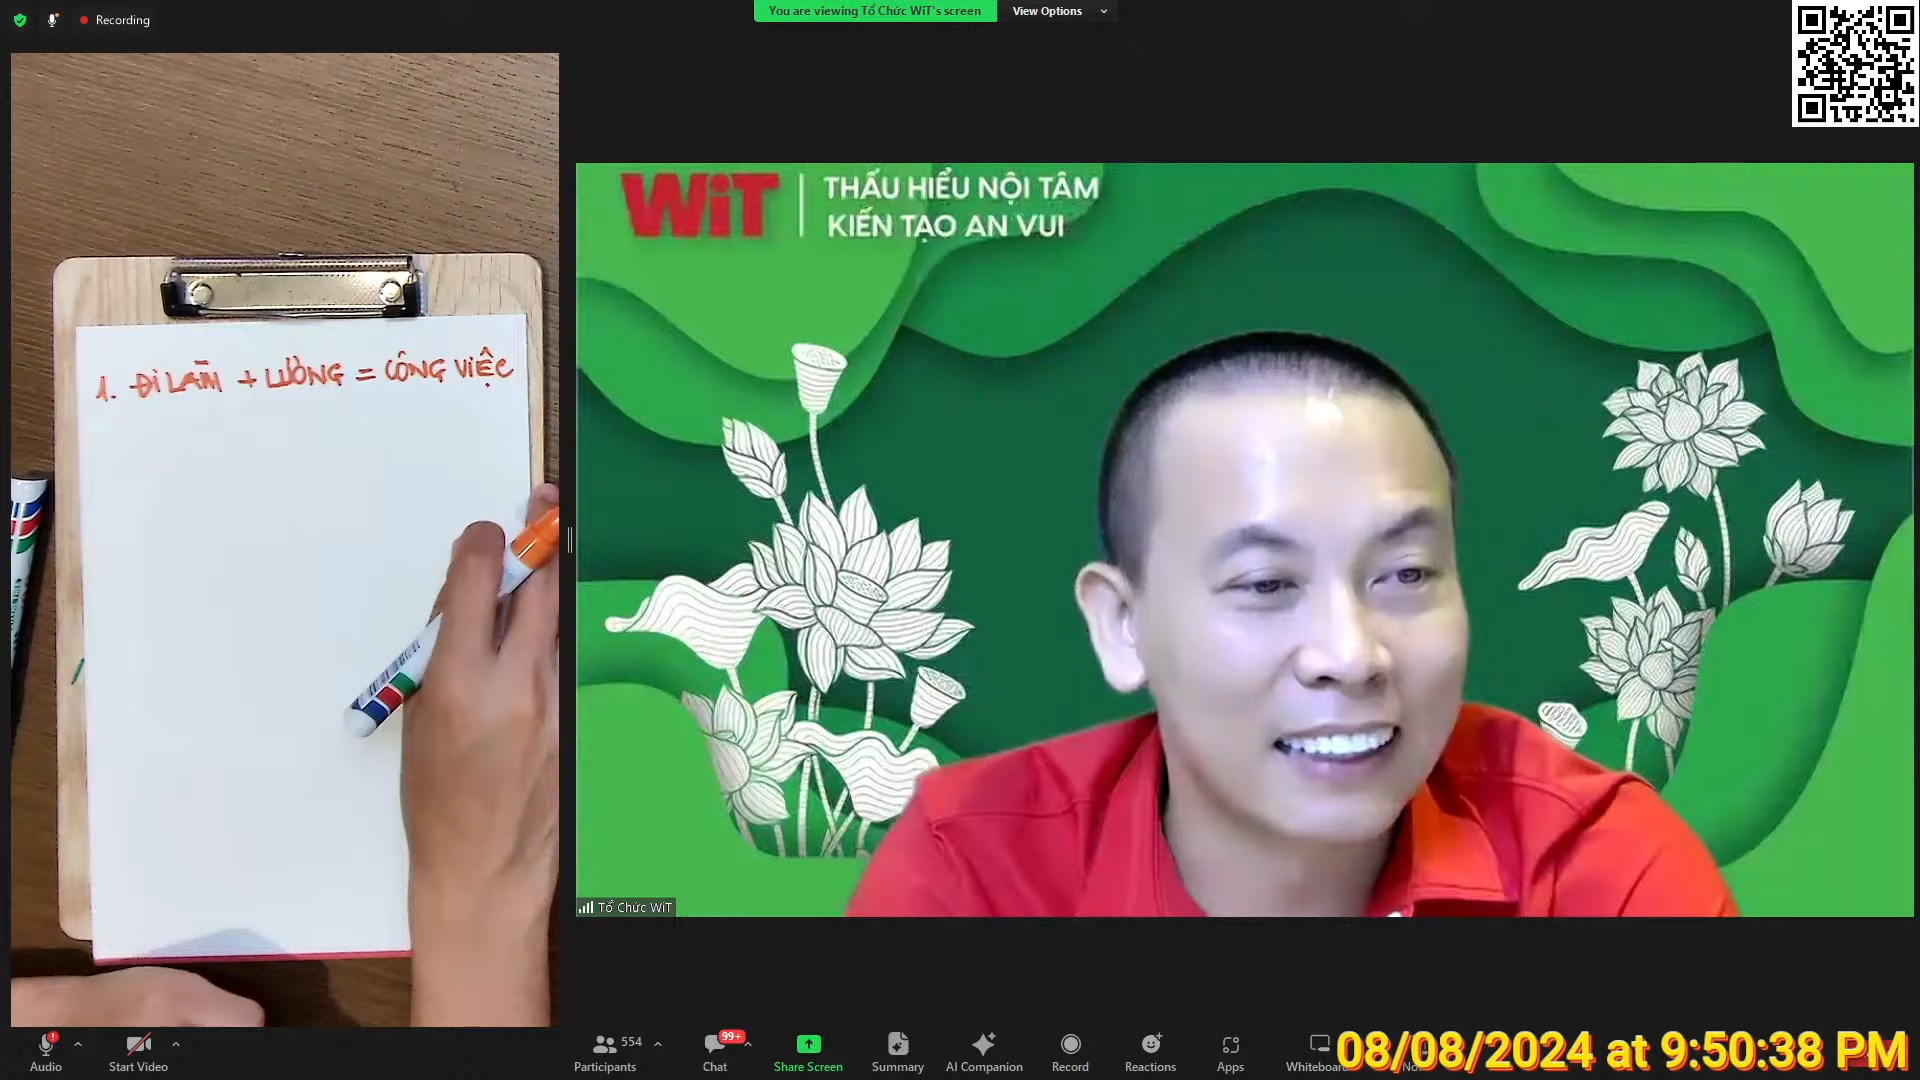 Recording
You are viewing Tổ Chức WiT's screen
View Options
1. ĐI LÀM + LƯƠNG = CÔNG VIỆC
WiT
THẤU HIỂU NỘI TÂM
KIẾN TẠO AN VUI
Tổ Chức WiT
Audio
Start Video
554
Participants
99+
Chat
Share Screen
Summary
AI Companion
Record
Reactions
Apps
Whiteboard
08/08/2024 at 9:50:38 PM